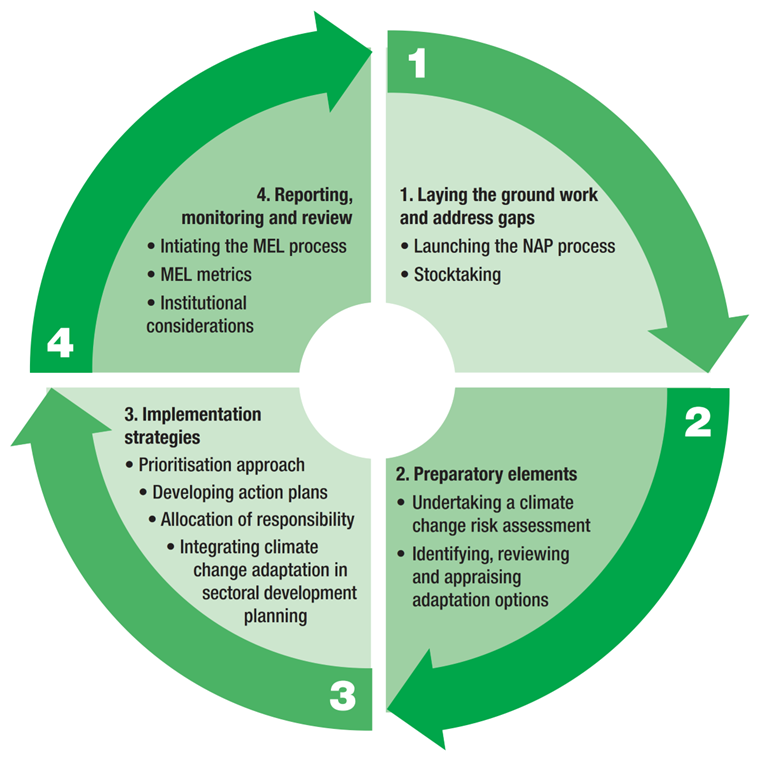 1
1. Laying the ground work
and address gaps
• Launching the NAP process
• Stocktaking
2
2. Preparatory elements
• Undertaking a climate
change risk assessment
• Identifying, reviewing
and appraising
adaptation options
3
3. Implementation
strategies
• Prioritisation approach
• Developing action plans
• Allocation of responsibility
• Integrating climate
change adaptation in
sectoral development
planning
4
4. Reporting,
monitoring and review
• Intiating the MEL process
• MEL metrics
• Institutional
considerations